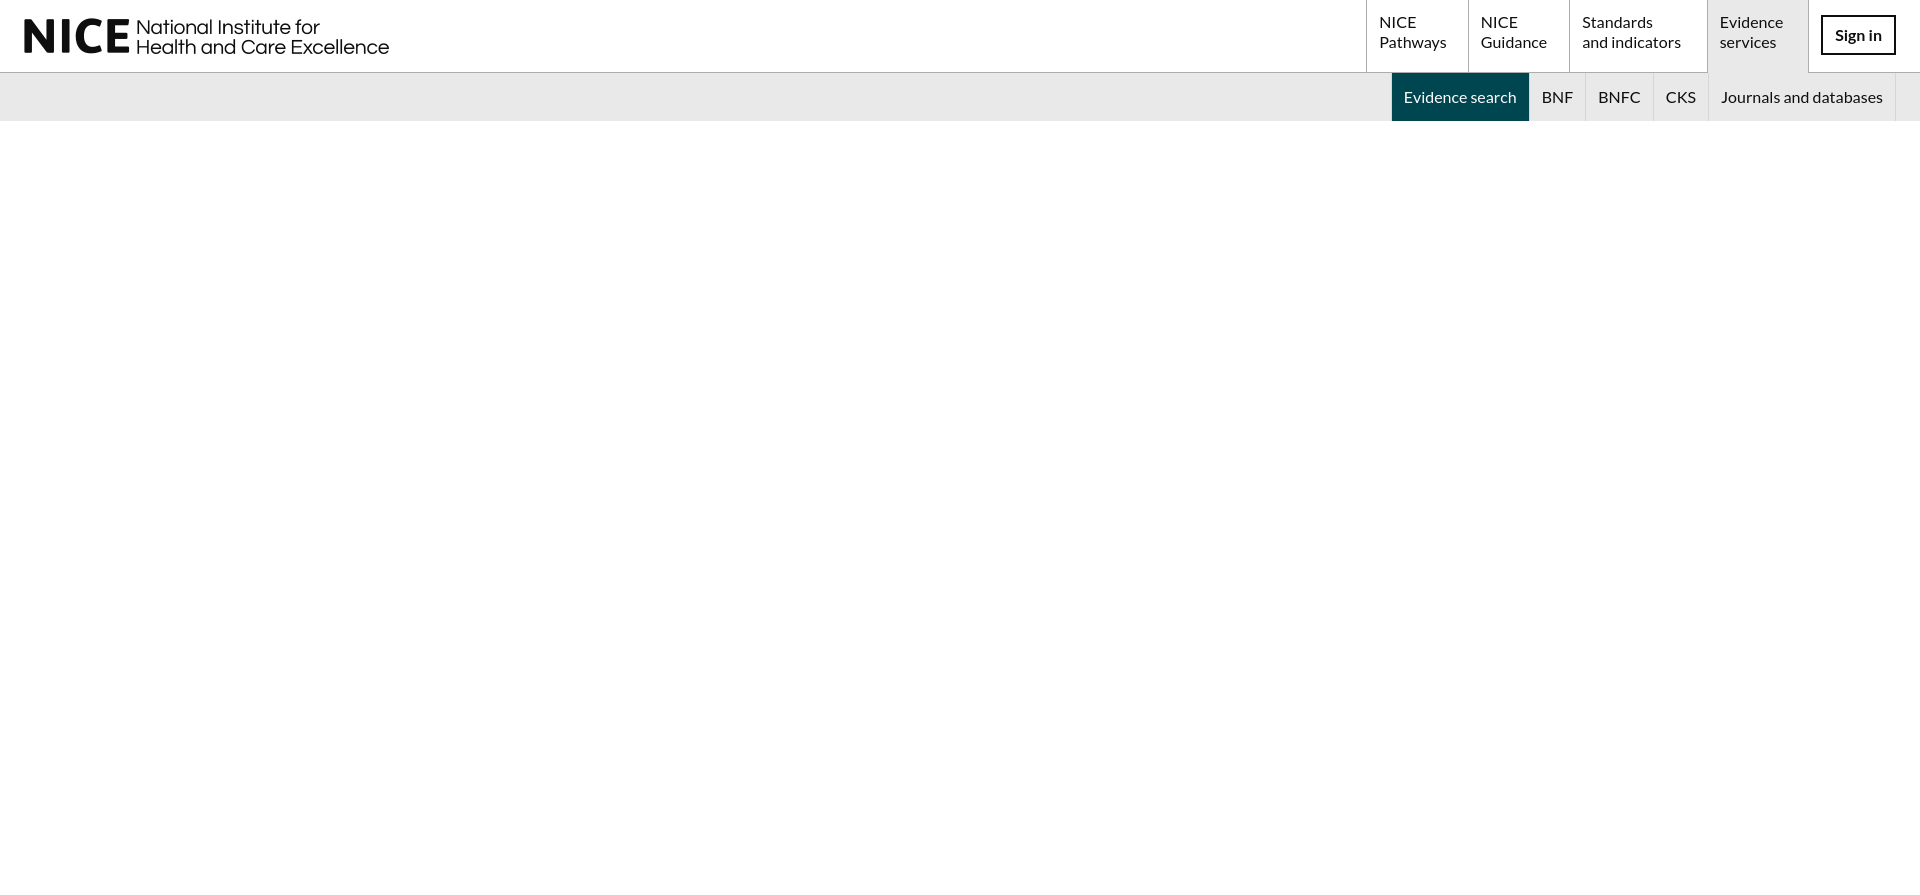 NICE National Institute for
Health and Care Excellence
NICE
Pathways
NICE
Guidance
Standards
and indicators
Evidence
services
Sign in
Evidence search
BNF
BNFC
CKS
Journals and databases